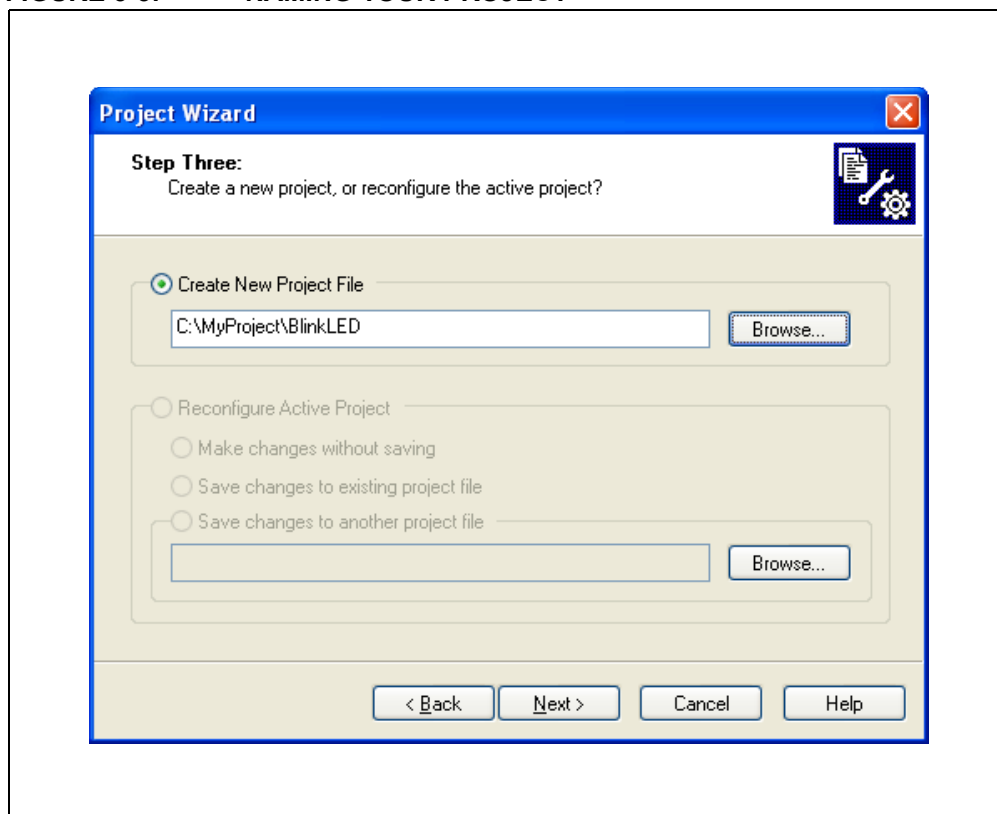 Project Wizard
Step Three:
Create a new project, or reconfigure the active project?
Create New Project File
C:\MyProject\BlinkLED
Browse...
Reconfigure Active Project
Make changes without saving
Save changes to existing project file
Save changes to another project file
Browse...
< Back
Next >
Cancel
Help